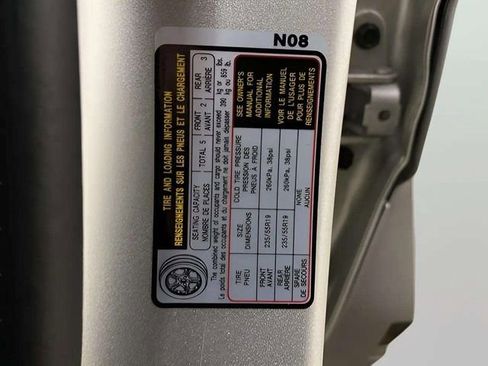 N08
TIRE AND LOADING INFORMATION
RENSEIGNEMENTS SUR LES PNEUS ET LE CHARGEMENT
SEATING CAPACITY TOTAL 5 FRONT 2 REAR 3
NOMBRE DE PLACES AVANT ARRIÈRE
The combined weight of occupants and cargo should never exceed 390 kg or 859 lbs.
Le poids total des occupants et du chargement ne doit jamais dépasser 390 kg or 859 lb.
TIRE SIZE COLD TIRE PRESSURE
PNEU DIMENSIONS PRESSION DES PNEUS À FROID
FRONT 235/55R19 260kPa, 38psi
AVANT
REAR 235/55R19 260kPa, 38psi
ARRIÈRE
SPARE NONE
DE SECOURS AUCUN
SEE OWNER'S
MANUAL FOR
ADDITIONAL
INFORMATION
VOIR LE MANUEL
DE L'USAGER
POUR PLUS DE
RENSEIGNEMENTS